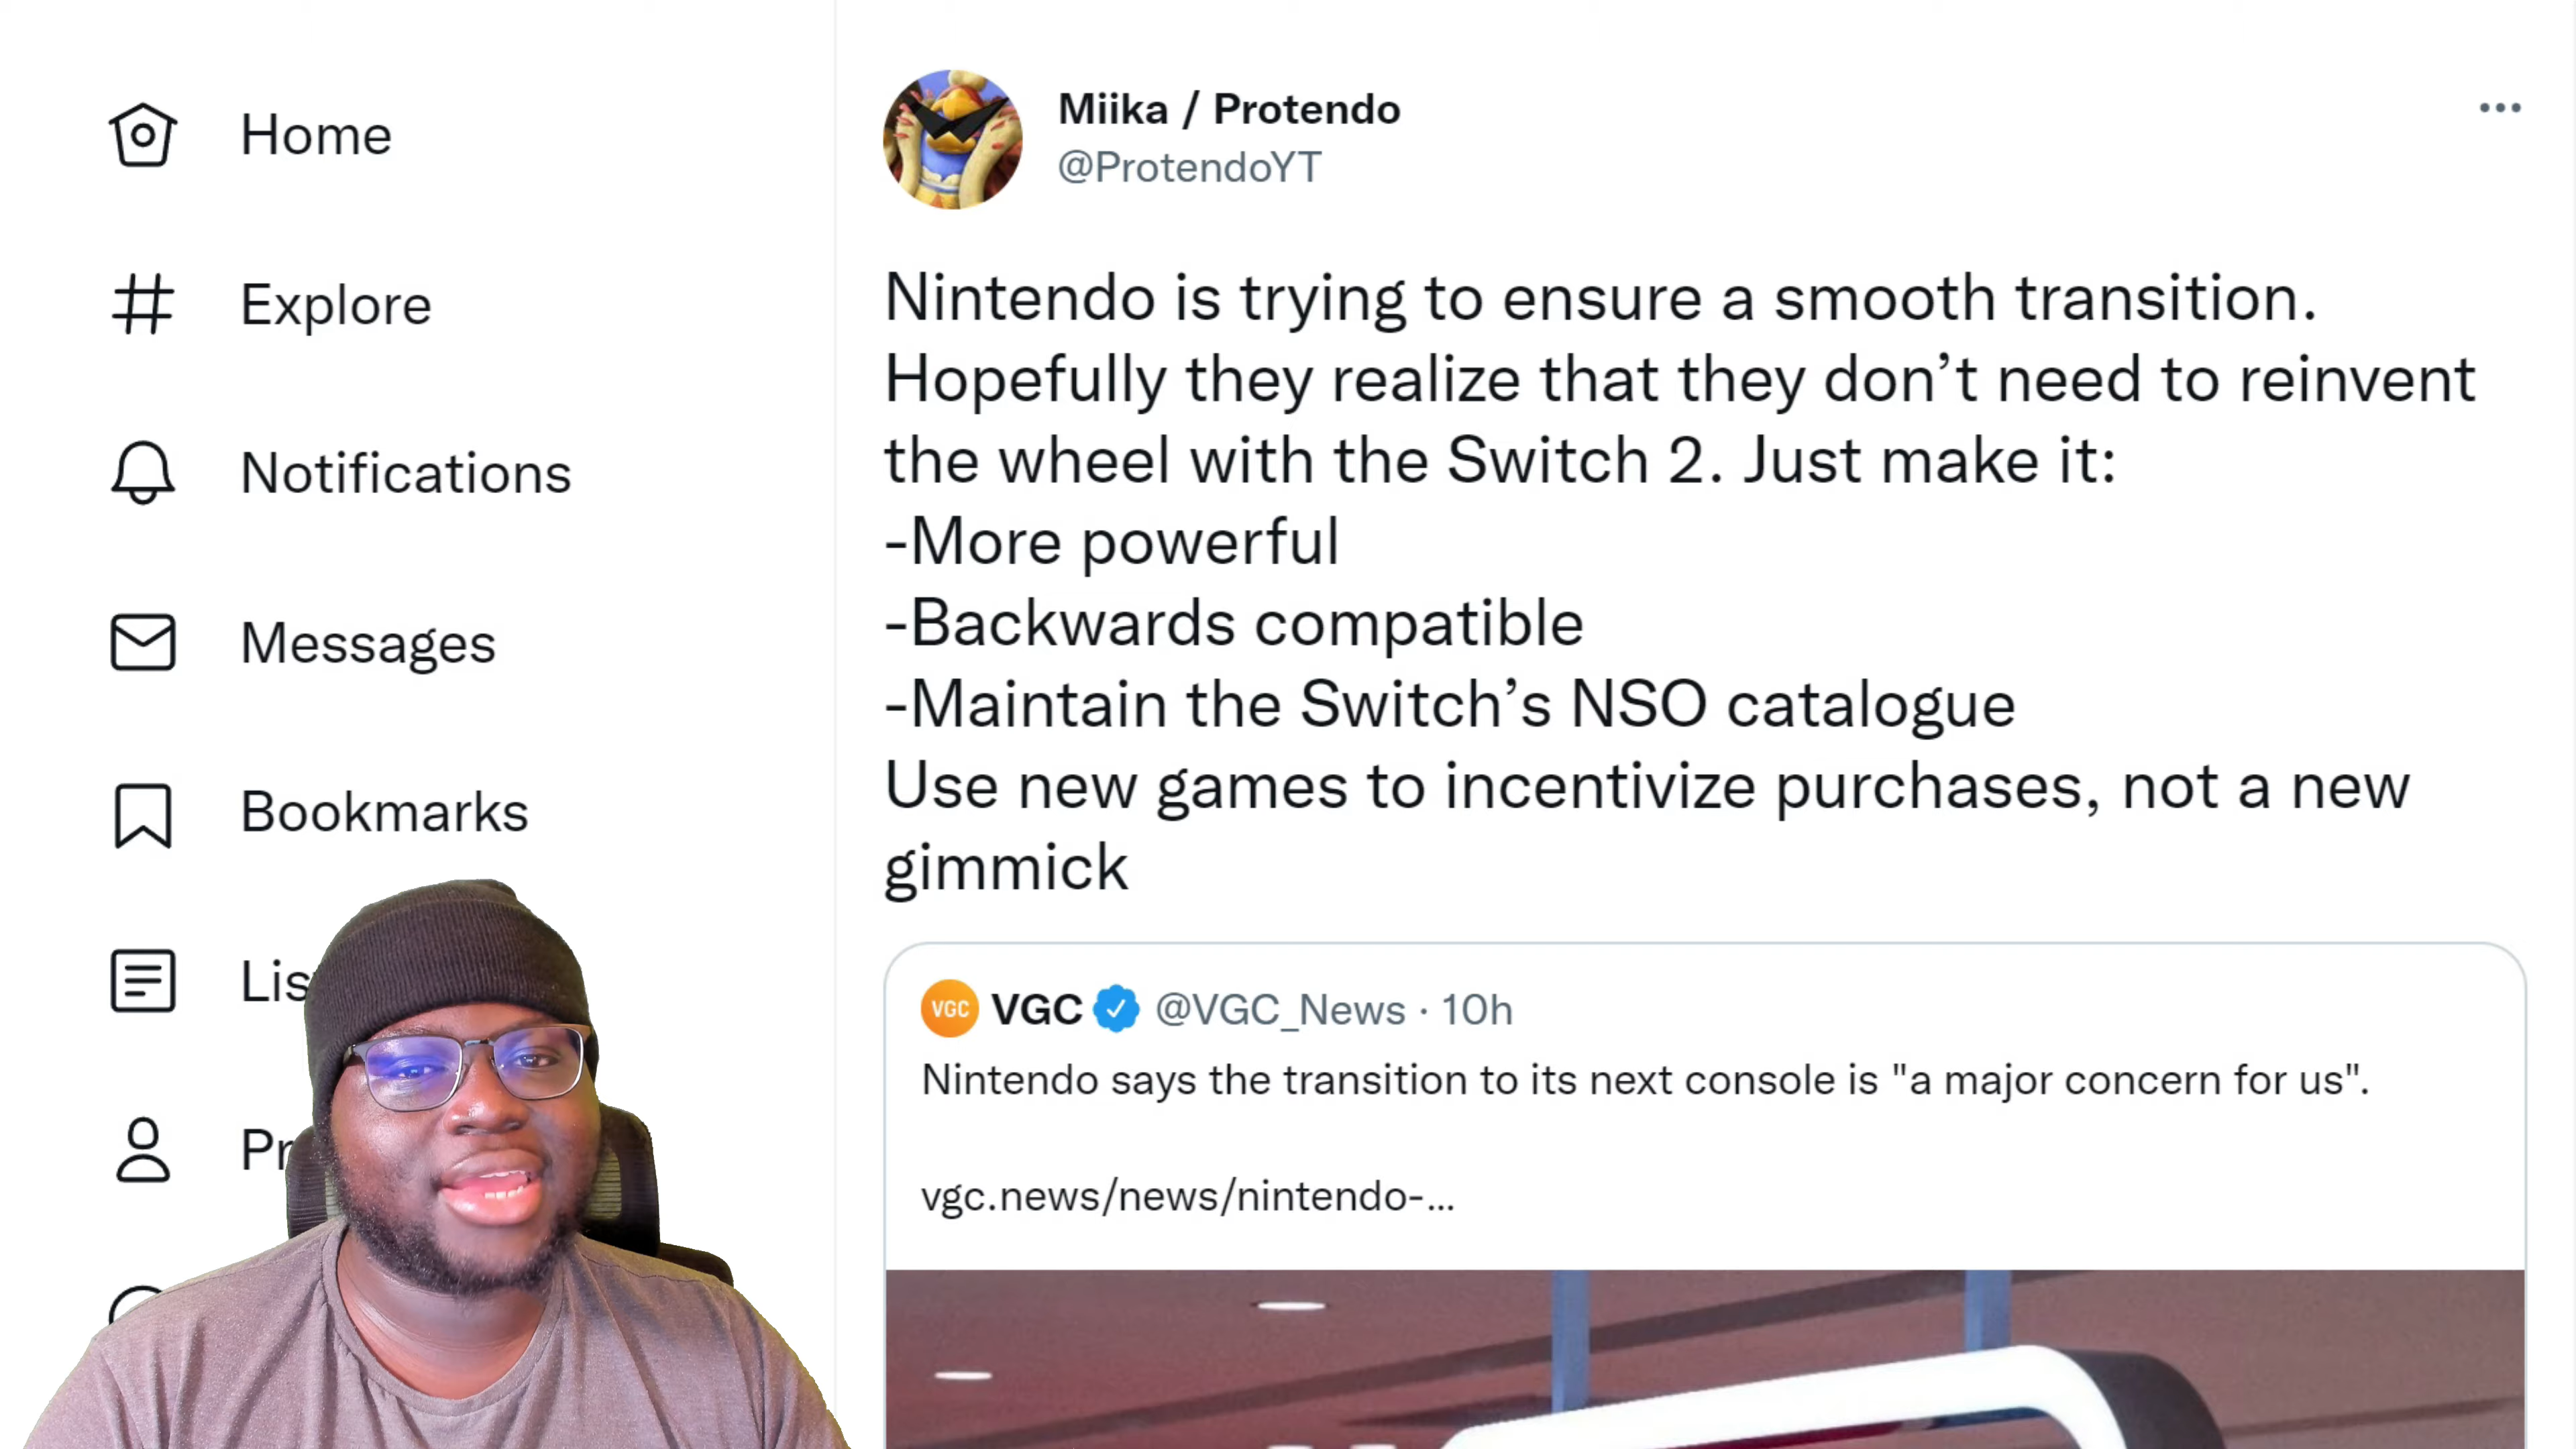 Home
Explore
Notifications
Messages
Bookmarks
Miika / Protendo
@ProtendoYT
Nintendo is trying to ensure a smooth transition.
Hopefully they realize that they don’t need to reinvent
the wheel with the Switch 2. Just make it:
-More powerful
-Backwards compatible
-Maintain the Switch’s NSO catalogue
Use new games to incentivize purchases, not a new
gimmick
VGC
VGC @VGC_News · 10h
Nintendo says the transition to its next console is "a major concern for us".
vgc.news/news/nintendo-...